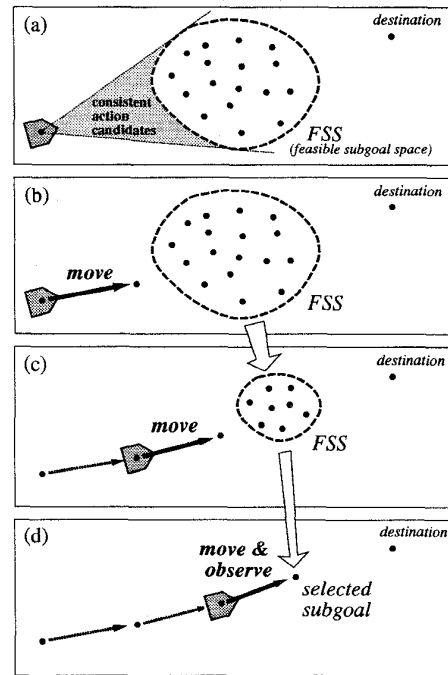 (a)
destination
consistent
action
candidates
FSS
(feasible subgoal space)
(b)
destination
move
FSS
(c)
destination
move
FSS
(d)
destination
move &
observe
selected
subgoal